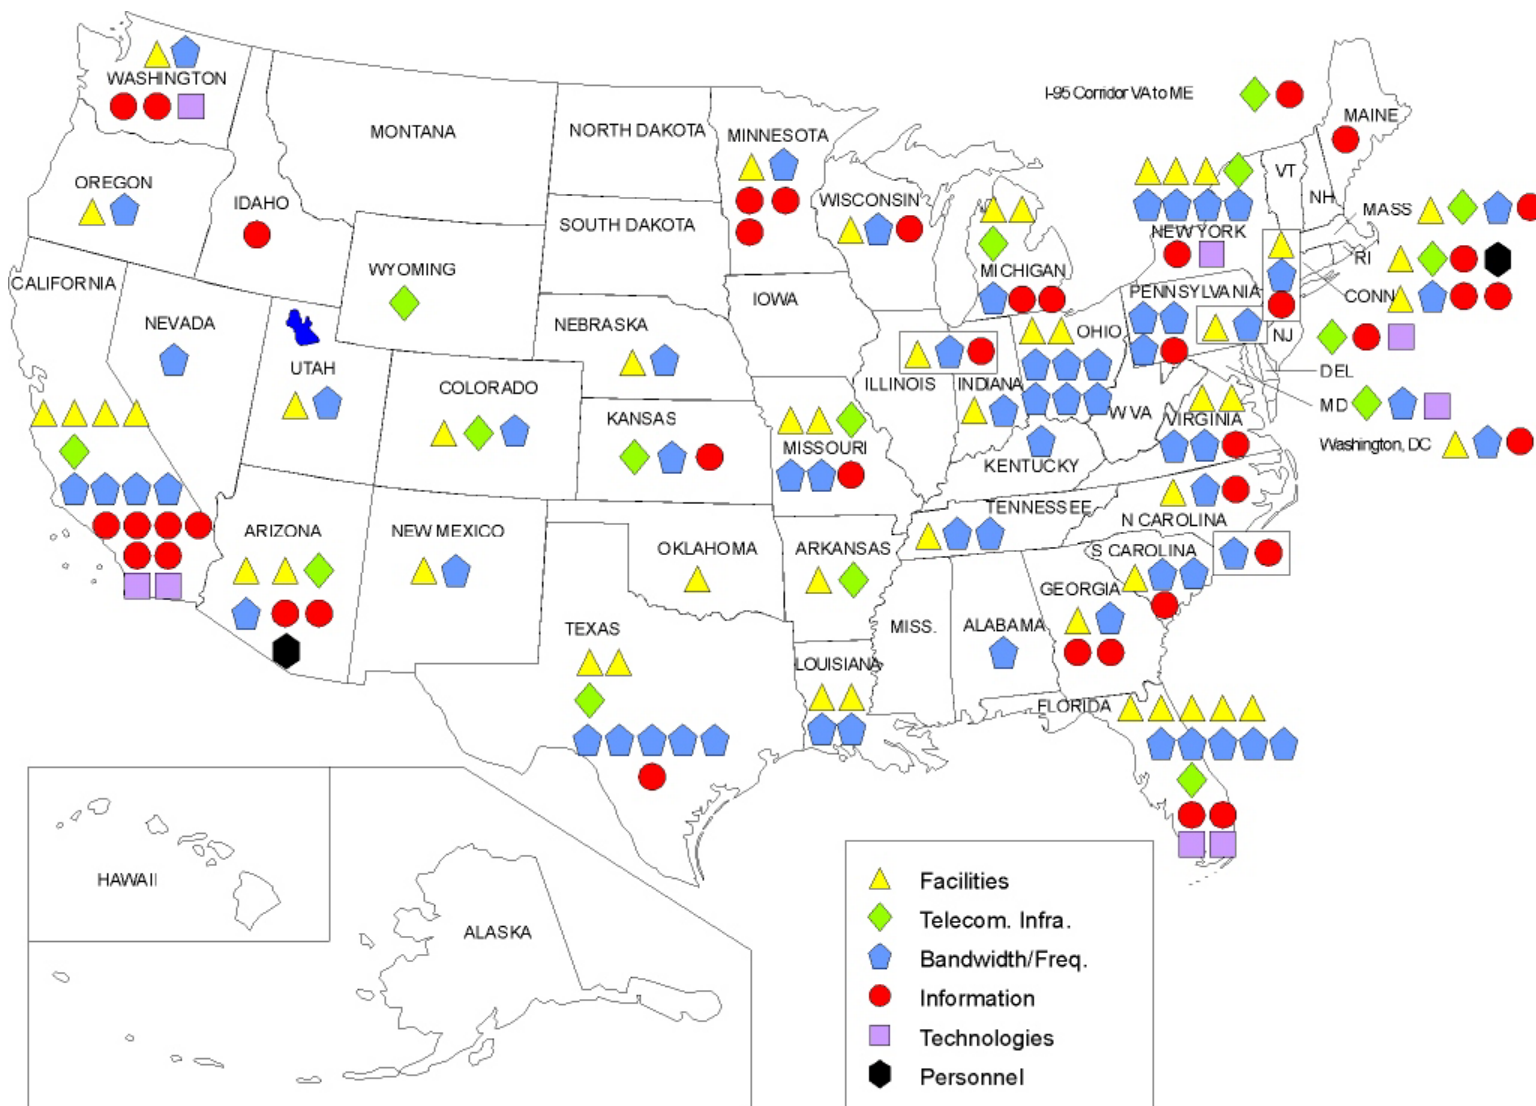 WASHINGTON
MONTANA
NORTH DAKOTA
MINNESOTA
I-95 Corridor VA to ME
MAINE
OREGON
IDAHO
SOUTH DAKOTA
WISCONSIN
VT
NH
MASS
NEW YORK
RI
CALIFORNIA
WYOMING
MICHIGAN
IOWA
PENNSYLVANIA
CONN
NEVADA
NEBRASKA
OHIO
NJ
UTAH
COLORADO
ILLINOIS
INDIANA
DEL
KANSAS
MISSOURI
W VA
VIRGINIA
MD
Washington, DC
KENTUCKY
ARIZONA
NEW MEXICO
OKLAHOMA
ARKANSAS
TENNESSEE
N CAROLINA
S CAROLINA
GEORGIA
TEXAS
MISS.
ALABAMA
LOUISIANA
FLORIDA
HAWAII
ALASKA
Facilities
Telecom. Infra.
Bandwidth/Freq.
Information
Technologies
Personnel